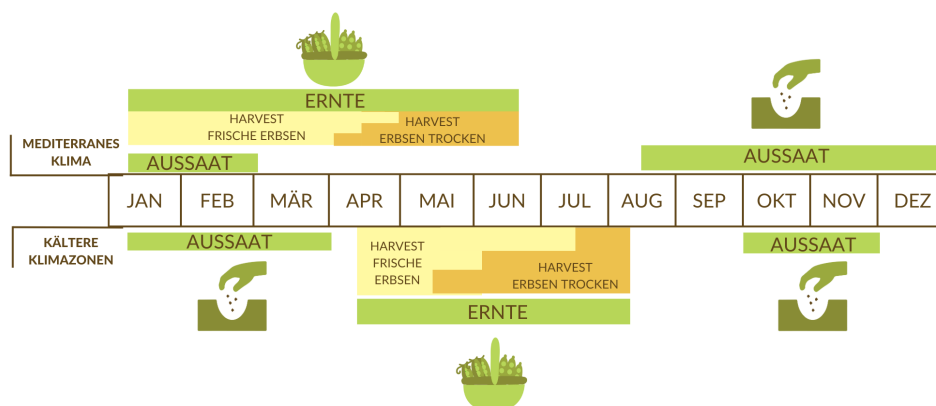 ERNTE
HARVEST
FRISCHE ERBSEN
HARVEST
ERBSEN TROCKEN
MEDITERRANES
KLIMA
AUSSAAT
AUSSAAT
JAN FEB MÄR APR MAI JUN JUL AUG SEP OKT NOV DEZ
KÄLTERE
KLIMAZONEN
AUSSAAT
HARVEST
FRISCHE
ERBSEN
HARVEST
ERBSEN TROCKEN
AUSSAAT
ERNTE